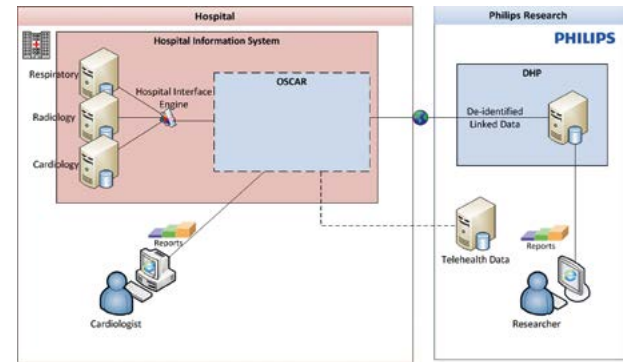 Hospital
Hospital Information System
Respiratory
Radiology
Cardiology
Hospital Interface
Engine
OSCAR
Reports
Cardiologist
Philips Research
PHILIPS
DHP
De-identified
Linked Data
Telehealth Data
Reports
Researcher